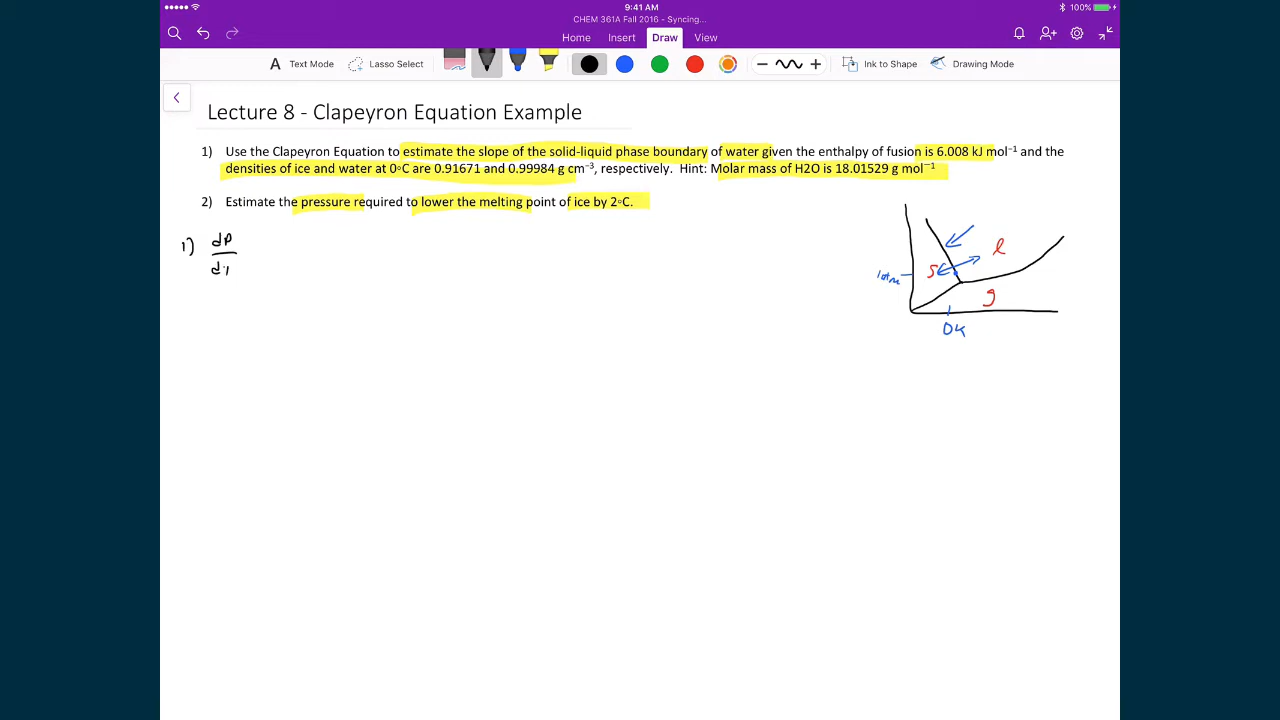 9:41 AM
100%
CHEM 361A Fall 2016 - Syncing...
Home Insert Draw View
A Text Mode Lasso Select Ink to Shape Drawing Mode
Lecture 8 - Clapeyron Equation Example
1) Use the Clapeyron Equation to estimate the slope of the solid-liquid phase boundary of water given the enthalpy of fusion is 6.008 kJ mol⁻¹ and the
densities of ice and water at 0◦C are 0.91671 and 0.99984 g cm⁻³, respectively. Hint: Molar mass of H2O is 18.01529 g mol⁻¹
2) Estimate the pressure required to lower the melting point of ice by 2◦C.
1) dP
d
s
l
g
1atm
0K